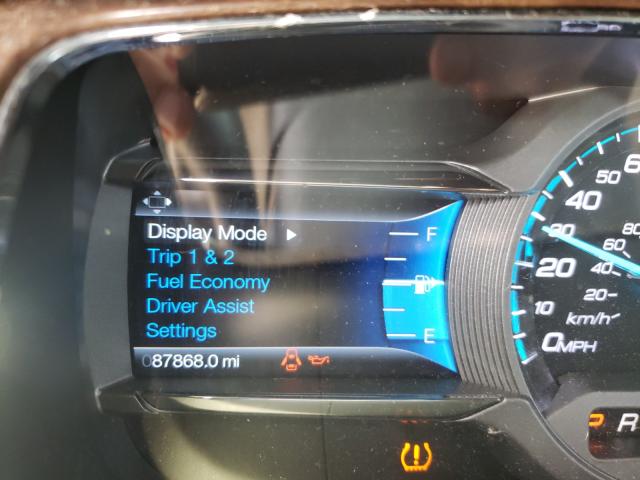 Display Mode
Trip 1 & 2
Fuel Economy
Driver Assist
Settings
087868.0 mi
F
E
60
50
40
30
20
10
0MPH
80
60
40
20
km/h
P R